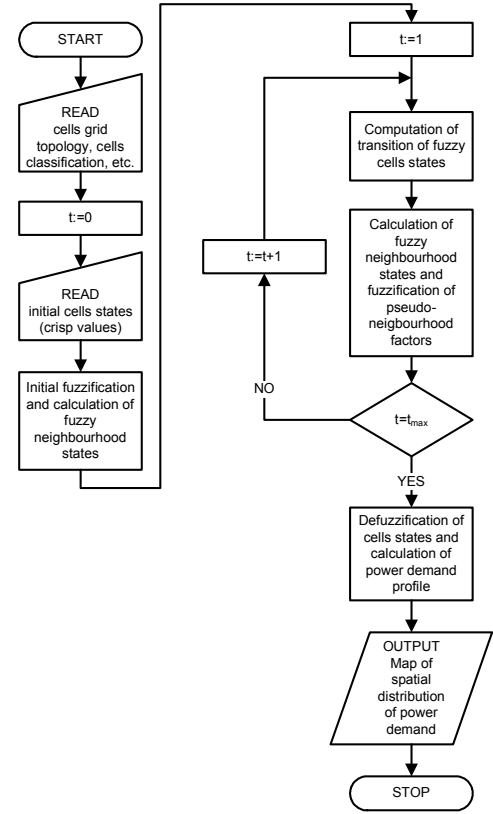 START
READ
cells grid
topology, cells
classification, etc.
t:=0
READ
initial cells states
(crisp values)
Initial fuzzification
and calculation of
fuzzy
neighbourhood
states
t:=1
Computation of
transition of fuzzy
cells states
Calculation of
fuzzy
neighbourhood
states and
fuzzification of
pseudo-
neigbourhood
factors
t:=t+1
NO
t=tmax
YES
Defuzzification of
cells states and
calculation of
power demand
profile
OUTPUT
Map of
spatial
distribution
of power
demand
STOP